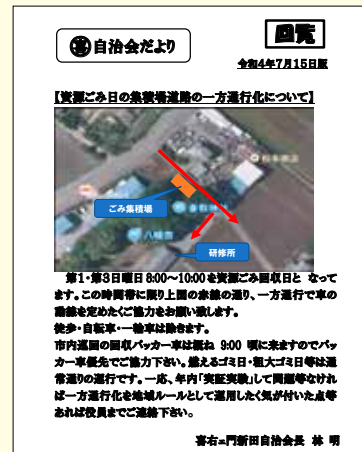 自治会だより
回覧
令和4年7月15日版
【資源ごみ日の集積場道路の一方通行化について】
ごみ集積場
八幡宮
研修所
第1・第3日曜日8:00～10:00を資源ごみ回収日と なって
ます。この時間帯に限り上図の赤線の通り、一方通行で車の
動線を定めたくご協力をお願い致します。
徒歩・自転車・一輪車は除きます。
市内巡回の回収パッカー車は概ね 9:00 頃に来ますのでパッ
カー車優先でご協力下さい。燃えるゴミ日・粗大ゴミ日等は通
常通りの運行です。一応、年内「実証実験」して問題等なけれ
ば一方通行化を地域ルールとして運用したく気が付いた点等
あれば役員までご連絡下さい。
喜右エ門新田自治会長 林 明